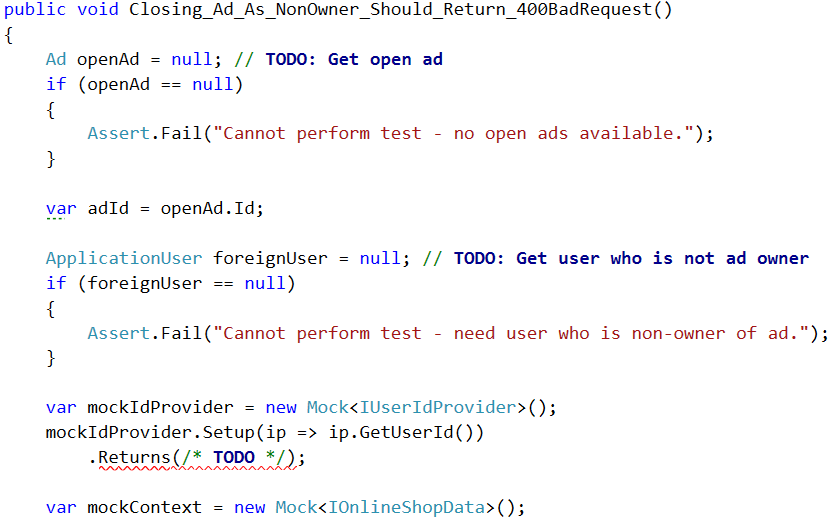 public void Closing_Ad_As_NonOwner_Should_Return_400BadRequest()
{
    Ad openAd = null; // TODO: Get open ad
    if (openAd == null)
    {
        Assert.Fail("Cannot perform test - no open ads available.");
    }

    var adId = openAd.Id;

    ApplicationUser foreignUser = null; // TODO: Get user who is not ad owner
    if (foreignUser == null)
    {
        Assert.Fail("Cannot perform test - need user who is non-owner of ad.");
    }

    var mockIdProvider = new Mock<IUserIdProvider>();
    mockIdProvider.Setup(ip => ip.GetUserId())
        .Returns(/* TODO */);

    var mockContext = new Mock<IOnlineShopData>();